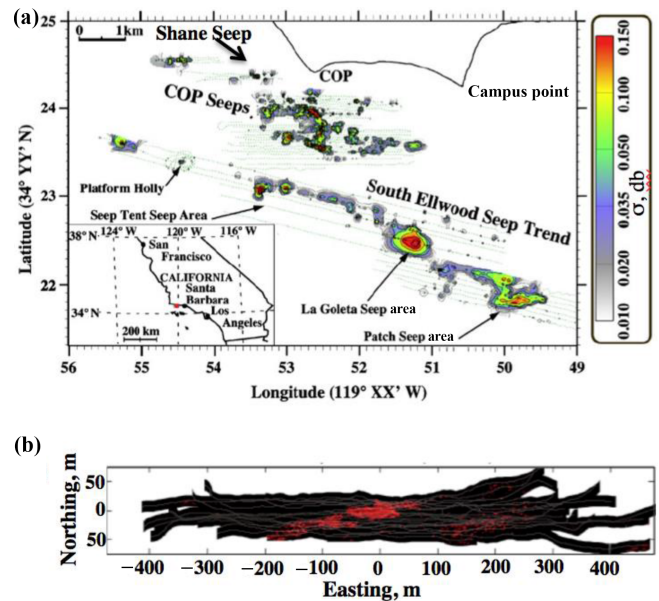 (a)
0 1km
Shane Seep
COP
Campus point
COP Seeps
Platform Holly
Seep Tent Seep Area
South Ellwood Seep Trend
La Goleta Seep area
Patch Seep area
25
24
23
22
Latitude (34° YY' N)
56 55 54 53 52 51 50 49
Longitude (119° XX' W)
124° W 120° W 116° W
38° N
34° N
San
Francisco
CALIFORNIA
Santa
Barbara
Los
Angeles
200 km
0.150
0.100
0.050
0.035
0.020
0.010
σ, db
(b)
50
0
50
Northing, m
−400 −300 −200 −100 0 100 200 300 400
Easting, m